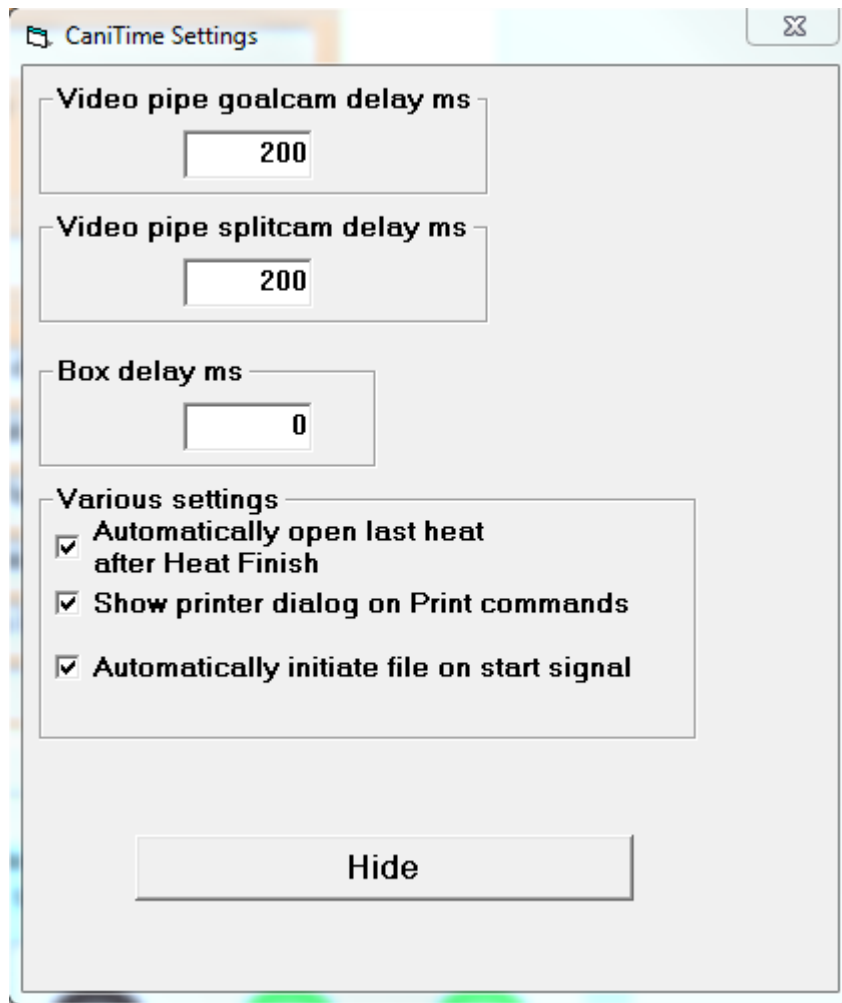 CaniTime Settings
Video pipe goalcam delay ms
200
Video pipe splitcam delay ms
200
Box delay ms
0
Various settings
Automatically open last heat
after Heat Finish
Show printer dialog on Print commands
Automatically initiate file on start signal
Hide